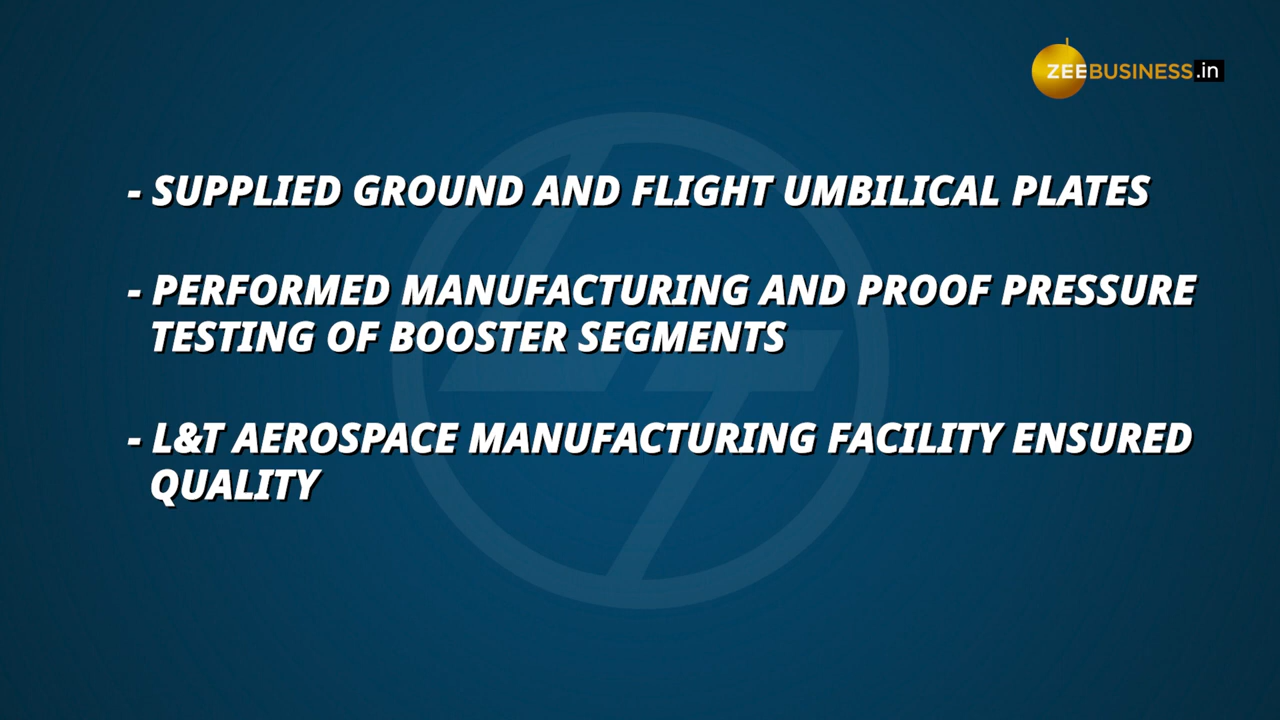 ZEEBUSINESS.in
- SUPPLIED GROUND AND FLIGHT UMBILICAL PLATES
- PERFORMED MANUFACTURING AND PROOF PRESSURE
TESTING OF BOOSTER SEGMENTS
- L&T AEROSPACE MANUFACTURING FACILITY ENSURED
QUALITY